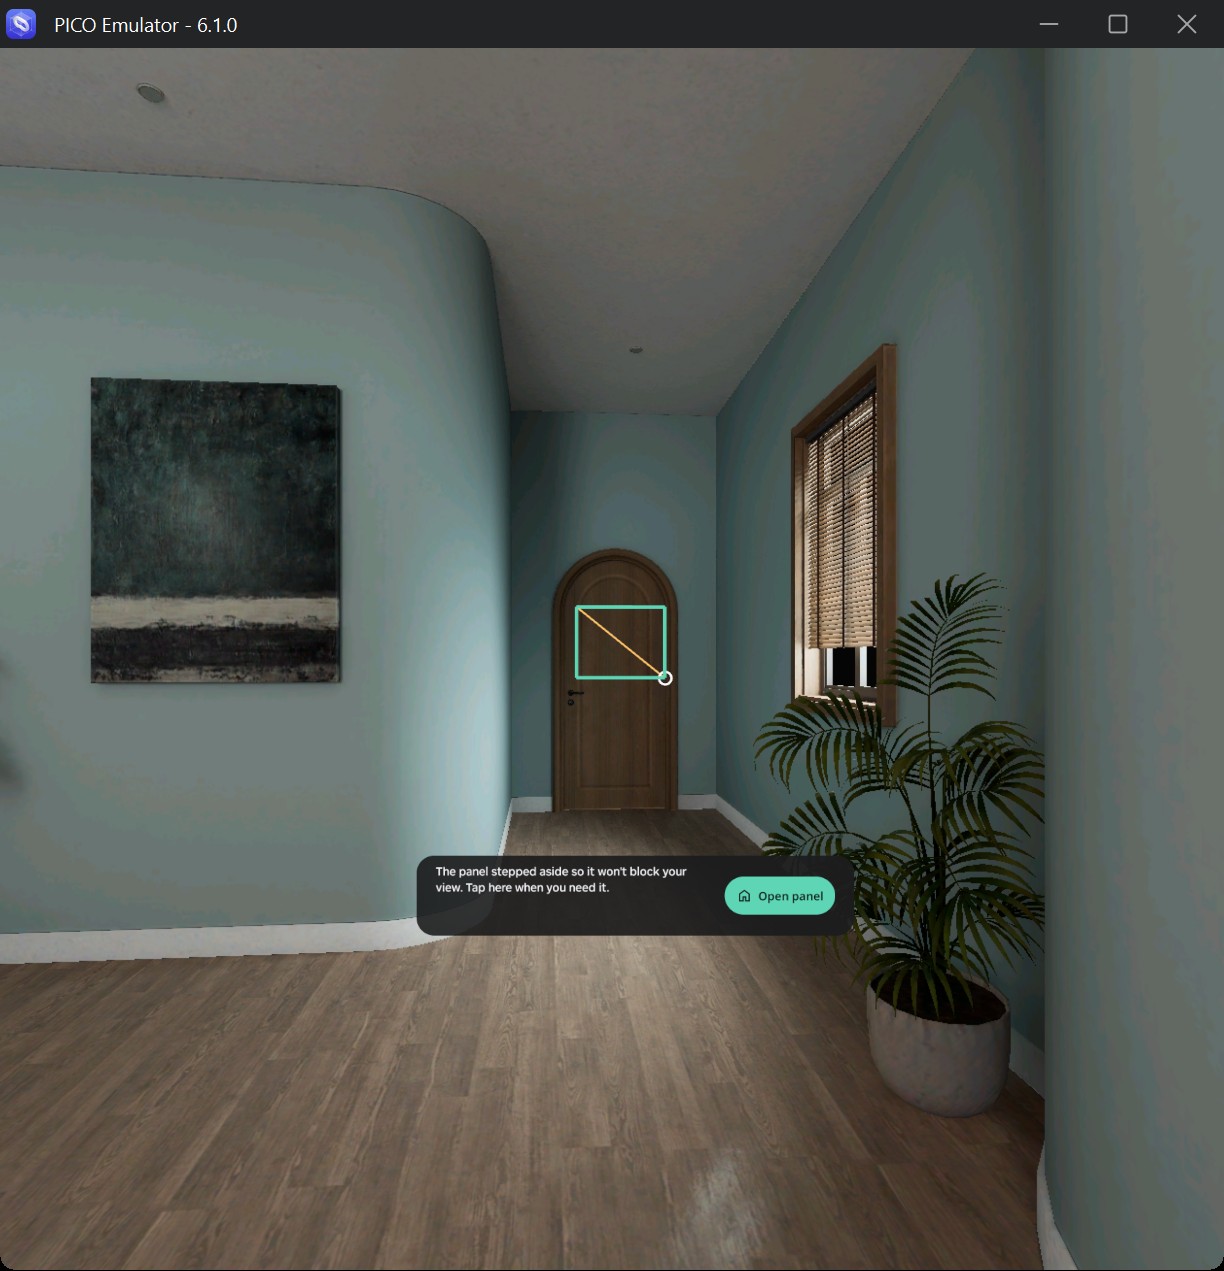 PICO Emulator - 6.1.0
The panel stepped aside so it won't block your
view. Tap here when you need it.
Open panel